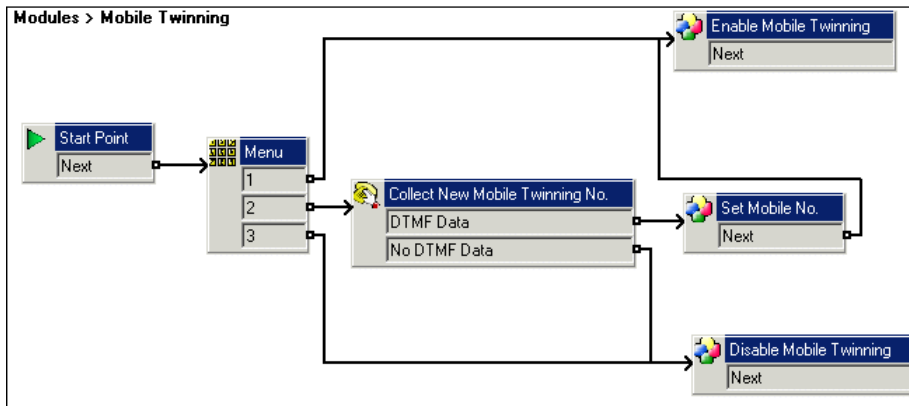 Modules > Mobile Twinning
Enable Mobile Twinning
Next
Start Point
Next
Menu
1
2
3
Collect New Mobile Twinning No.
DTMF Data
No DTMF Data
Set Mobile No.
Next
Disable Mobile Twinning
Next